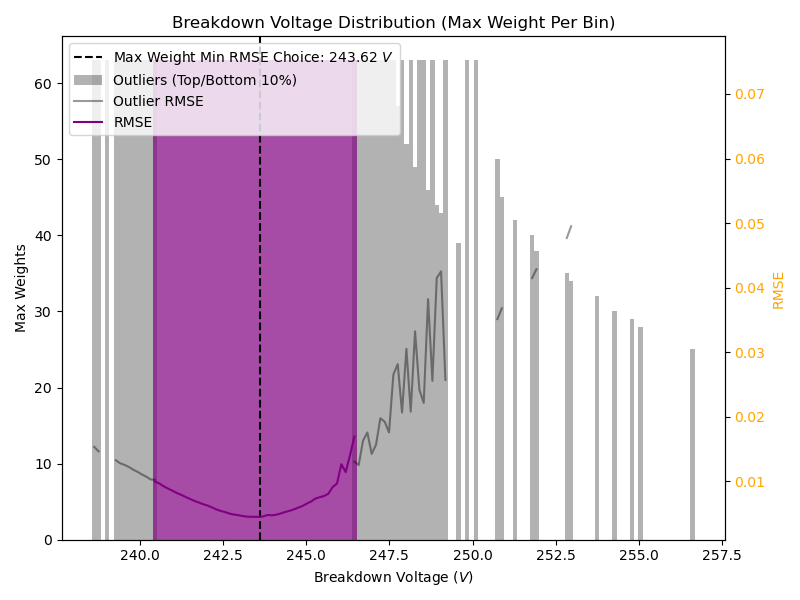 Breakdown Voltage Distribution (Max Weight Per Bin)
Max Weight Min RMSE Choice: 243.62 V
Outliers (Top/Bottom 10%)
Outlier RMSE
RMSE
60
50
40
30
20
10
0
Max Weights
0.07
0.06
0.05
0.04
0.03
0.02
0.01
RMSE
240.0 242.5 245.0 247.5 250.0 252.5 255.0 257.5
Breakdown Voltage (V)